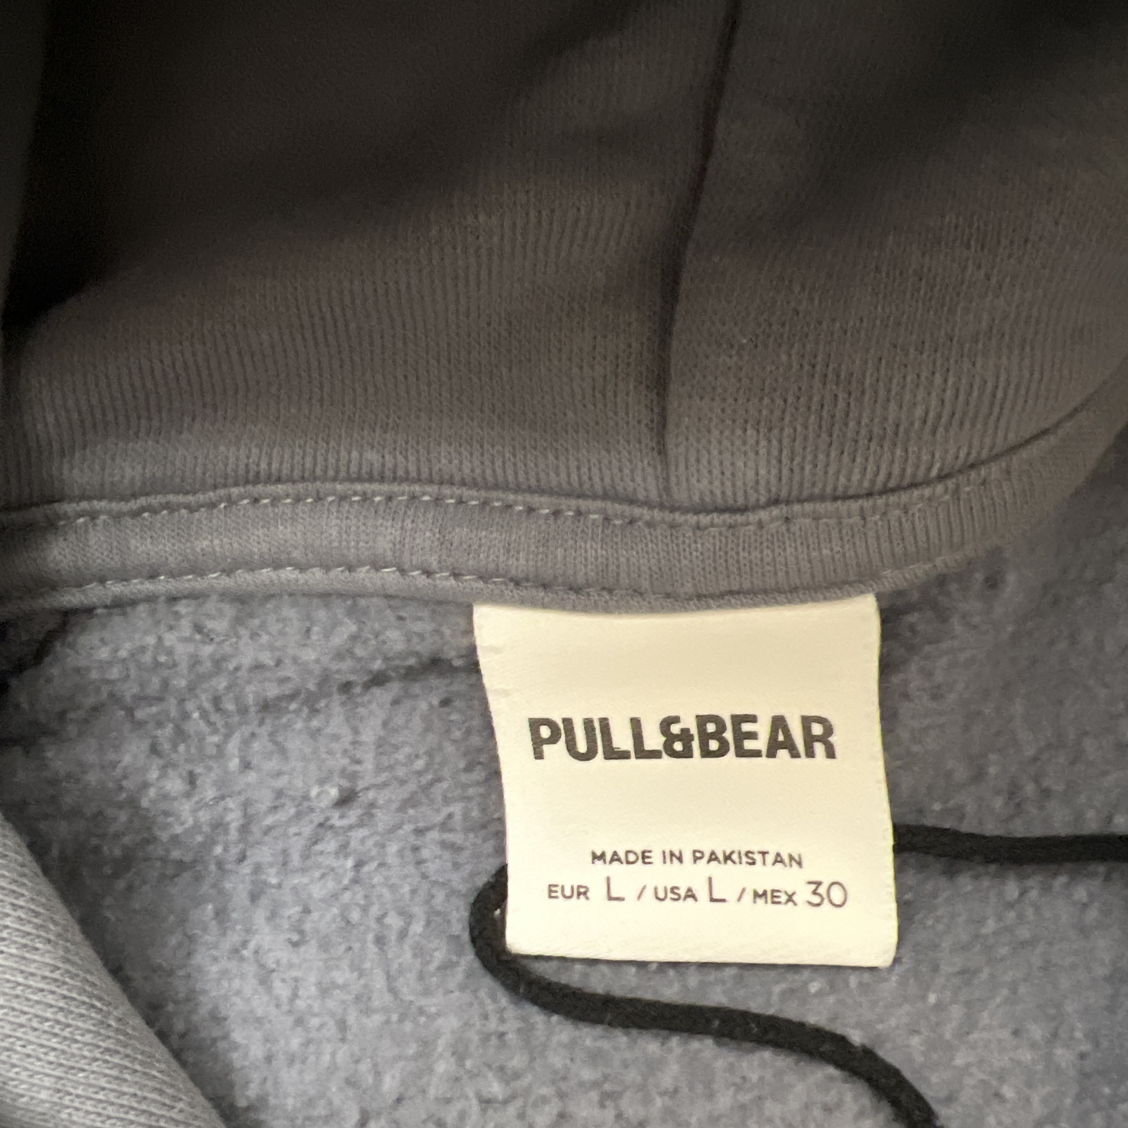 PULL&BEAR
MADE IN PAKISTAN
EUR L / USA L / MEX 30